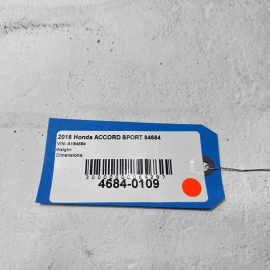 2018 Honda ACCORD SPORT 84684
VIN: A184684
Weight:
Dimensions:
4684-0109